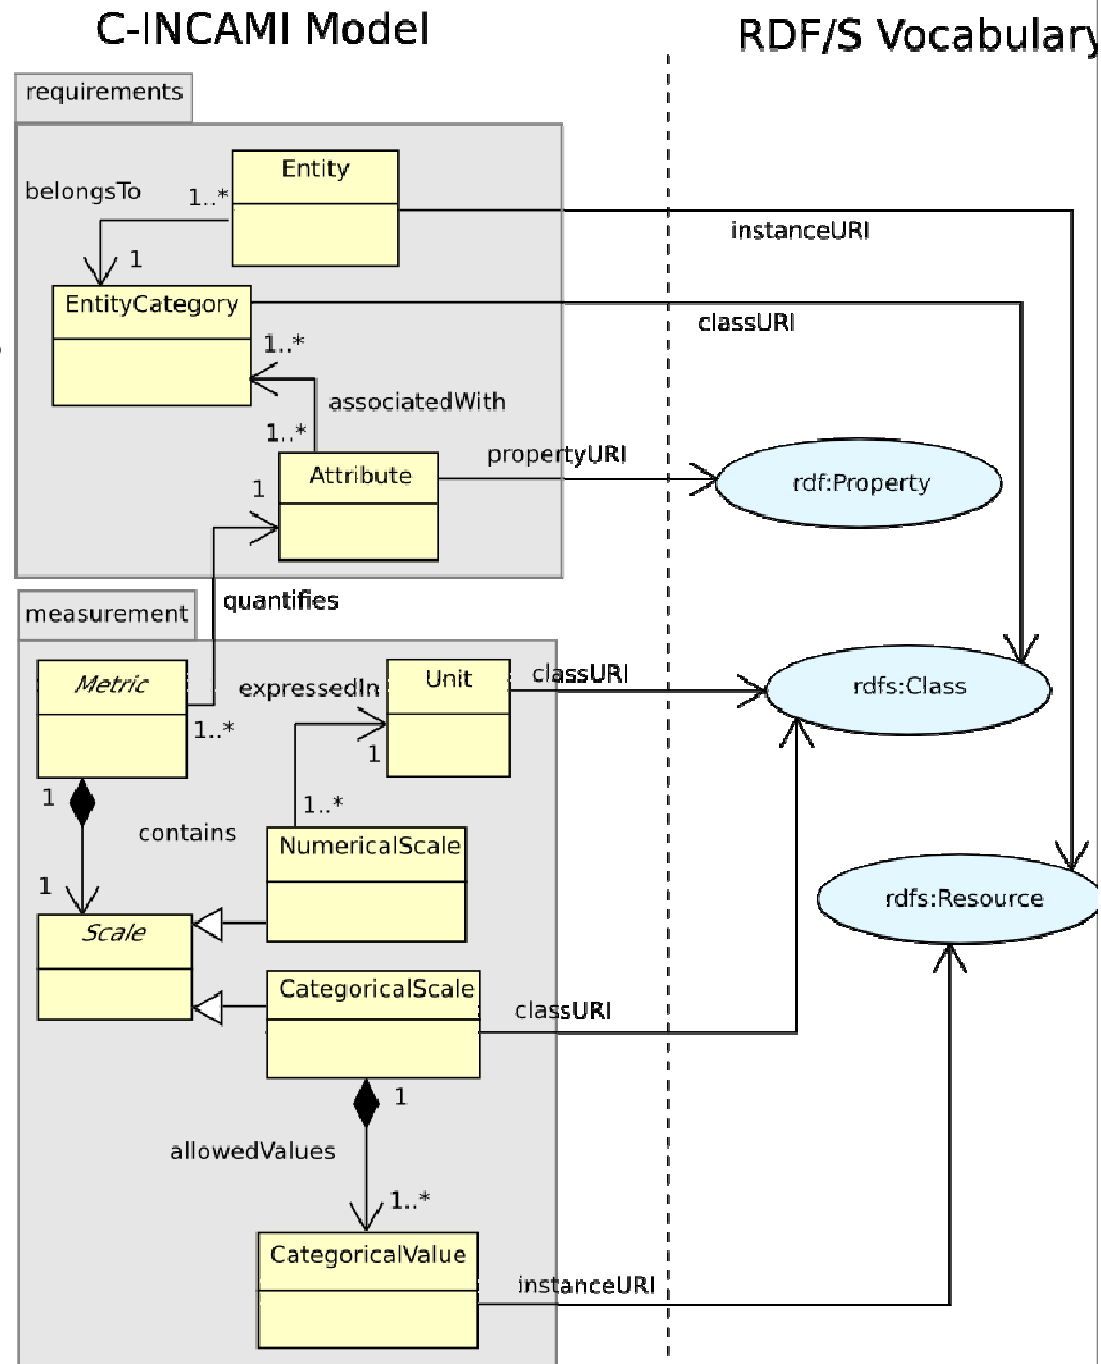 C-INCAMI Model
RDF/S Vocabulary
requirements
Entity
belongsTo
1..*
instanceURI
1
EntityCategory
classURI
1..*
associatedWith
1..*
propertyURI
Attribute
rdf:Property
1
quantifies
measurement
Metric
expressedIn
Unit
classURI
rdfs:Class
1..*
1
1
1..*
contains
NumericalScale
1
rdfs:Resource
Scale
CategoricalScale
classURI
1
allowedValues
1..*
CategoricalValue
instanceURI